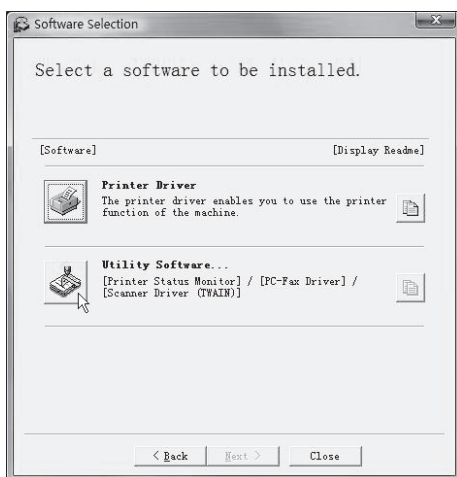 Software Selection
Select a software to be installed.
[Software] [Display Readme]
Printer Driver
The printer driver enables you to use the printer
function of the machine.
Utility Software...
[Printer Status Monitor] / [PC-Fax Driver] /
[Scanner Driver (TWAIN)]
< Back Next > Close